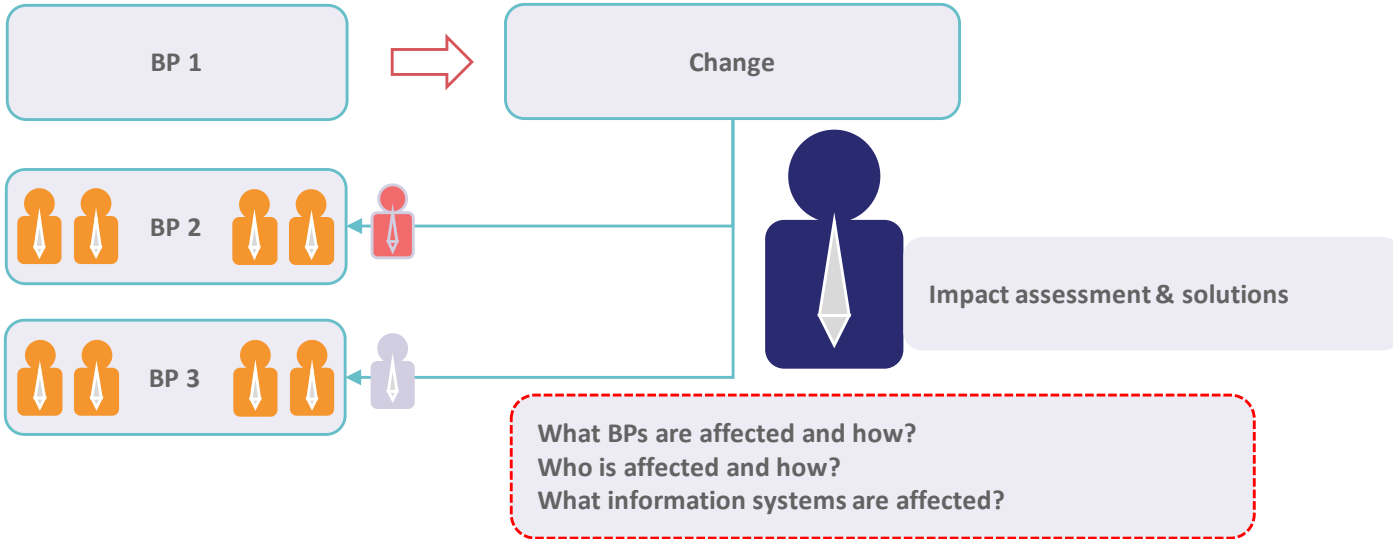 BP 1
Change
BP 2
Impact assessment & solutions
BP 3
What BPs are affected and how?
Who is affected and how?
What information systems are affected?